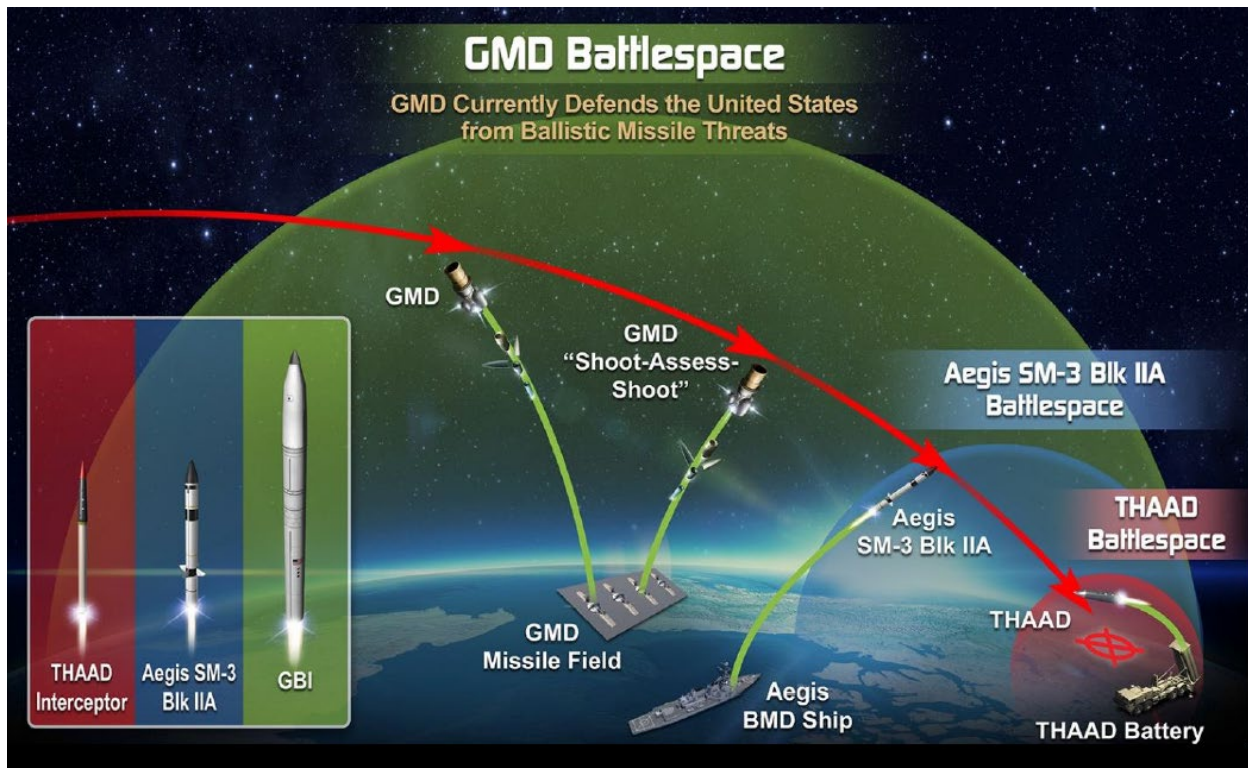 GMD Battlespace
GMD Currently Defends the United States
from Ballistic Missile Threats
GMD
GMD
“Shoot-Assess-
Shoot”
Aegis SM-3 Blk IIA
Battlespace
THAAD
Battlespace
Aegis
SM-3 Blk IIA
THAAD
GMD
Missile Field
Aegis
BMD Ship
THAAD Battery
THAAD
Interceptor
Aegis SM-3
Blk IIA
GBI